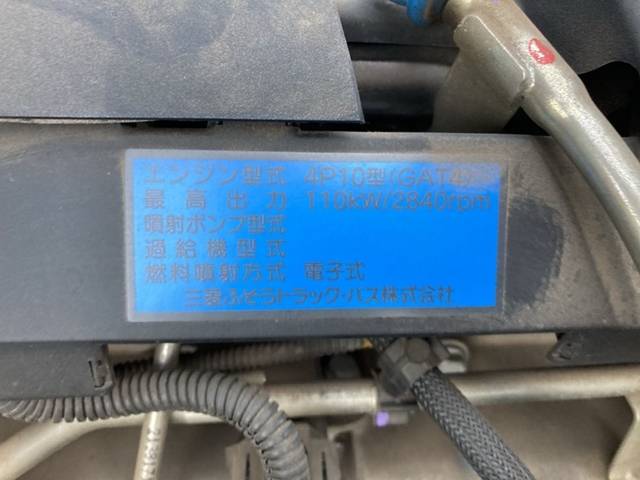 エンジン型式 4P10型(GAT4)
最高出力 110kW/2840rpm
噴射ポンプ型式
過給機型式
燃料噴射方式 電子式
三菱ふそうトラック・バス株式会社